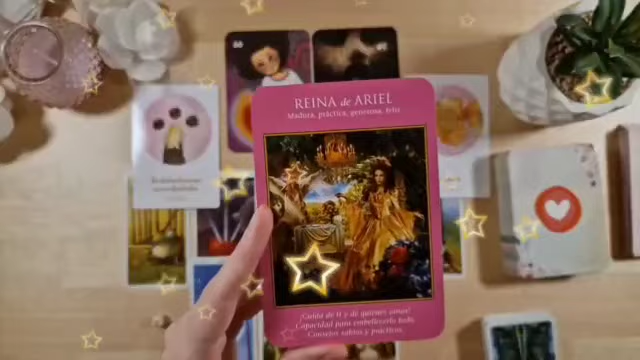 REINA de ARIEL
Madura, práctica, generosa, feliz
¡Cuida de ti y de quienes amas!
Capacidad para embellecerlo todo.
Consejos sabios y prácticos.